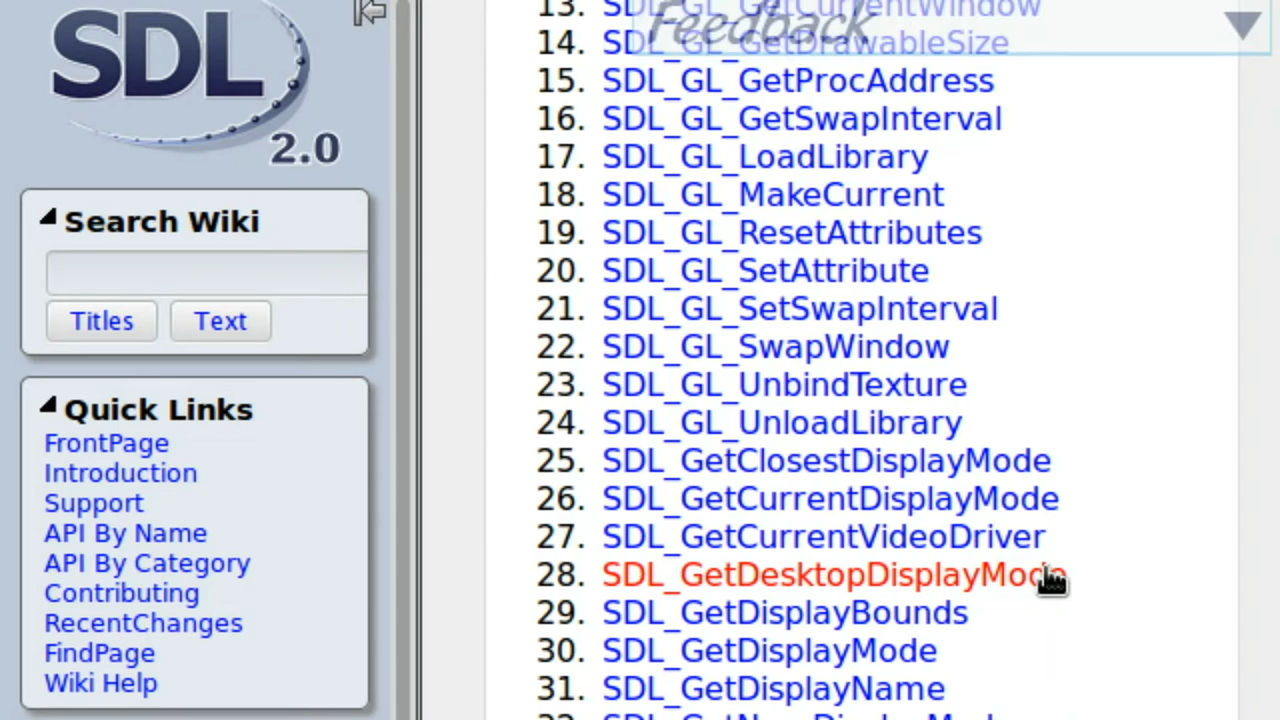 SDL
2.0
Search Wiki
Titles Text
Quick Links
FrontPage
Introduction
Support
API By Name
API By Category
Contributing
RecentChanges
FindPage
Wiki Help
Feedback
13. SDL_GL_GetCurrentWindow
14. SDL_GL_GetDrawableSize
15. SDL_GL_GetProcAddress
16. SDL_GL_GetSwapInterval
17. SDL_GL_LoadLibrary
18. SDL_GL_MakeCurrent
19. SDL_GL_ResetAttributes
20. SDL_GL_SetAttribute
21. SDL_GL_SetSwapInterval
22. SDL_GL_SwapWindow
23. SDL_GL_UnbindTexture
24. SDL_GL_UnloadLibrary
25. SDL_GetClosestDisplayMode
26. SDL_GetCurrentDisplayMode
27. SDL_GetCurrentVideoDriver
28. SDL_GetDesktopDisplayMode
29. SDL_GetDisplayBounds
30. SDL_GetDisplayMode
31. SDL_GetDisplayName